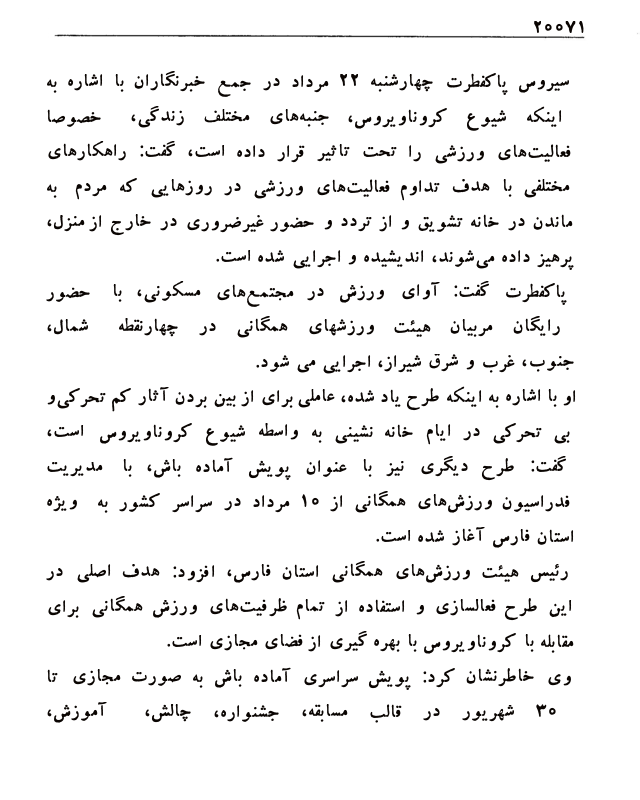 ۲۰۰۷۱
سیروس پاکفطرت چهارشنبه ۲۲ مرداد در جمع خبرنگاران با اشاره به
اینکه شیوع کروناویروس، جنبه‌های مختلف زندگی، خصوصا
فعالیت‌های ورزشی را تحت تاثیر قرار داده است، گفت: راهکارهای
مختلفی با هدف تداوم فعالیت‌های ورزشی در روزهایی که مردم به
ماندن در خانه تشویق و از تردد و حضور غیرضروری در خارج از منزل،
پرهیز داده می‌شوند، اندیشیده و اجرایی شده است.
پاکفطرت گفت: آوای ورزش در مجتمع‌های مسکونی، با حضور
رایگان مربیان هیئت ورزشهای همگانی در چهارنقطه شمال،
جنوب، غرب و شرق شیراز، اجرایی می شود.
او با اشاره به اینکه طرح یاد شده، عاملی برای از بین بردن آثار کم تحرکی‌و
بی تحرکی در ایام خانه نشینی به واسطه شیوع کروناویروس است،
گفت: طرح دیگری نیز با عنوان پویش آماده باش، با مدیریت
فدراسیون ورزش‌های همگانی از ۱۵ مرداد در سراسر کشور به ویژه
استان فارس آغاز شده است.
رئیس هیئت ورزش‌های همگانی استان فارس، افزود: هدف اصلی در
این طرح فعالسازی و استفاده از تمام ظرفیت‌های ورزش همگانی برای
مقابله با کروناویروس با بهره گیری از فضای مجازی است.
وی خاطرنشان کرد: پویش سراسری آماده باش به صورت مجازی تا
۳۰ شهریور در قالب مسابقه، جشنواره، چالش، آموزش،